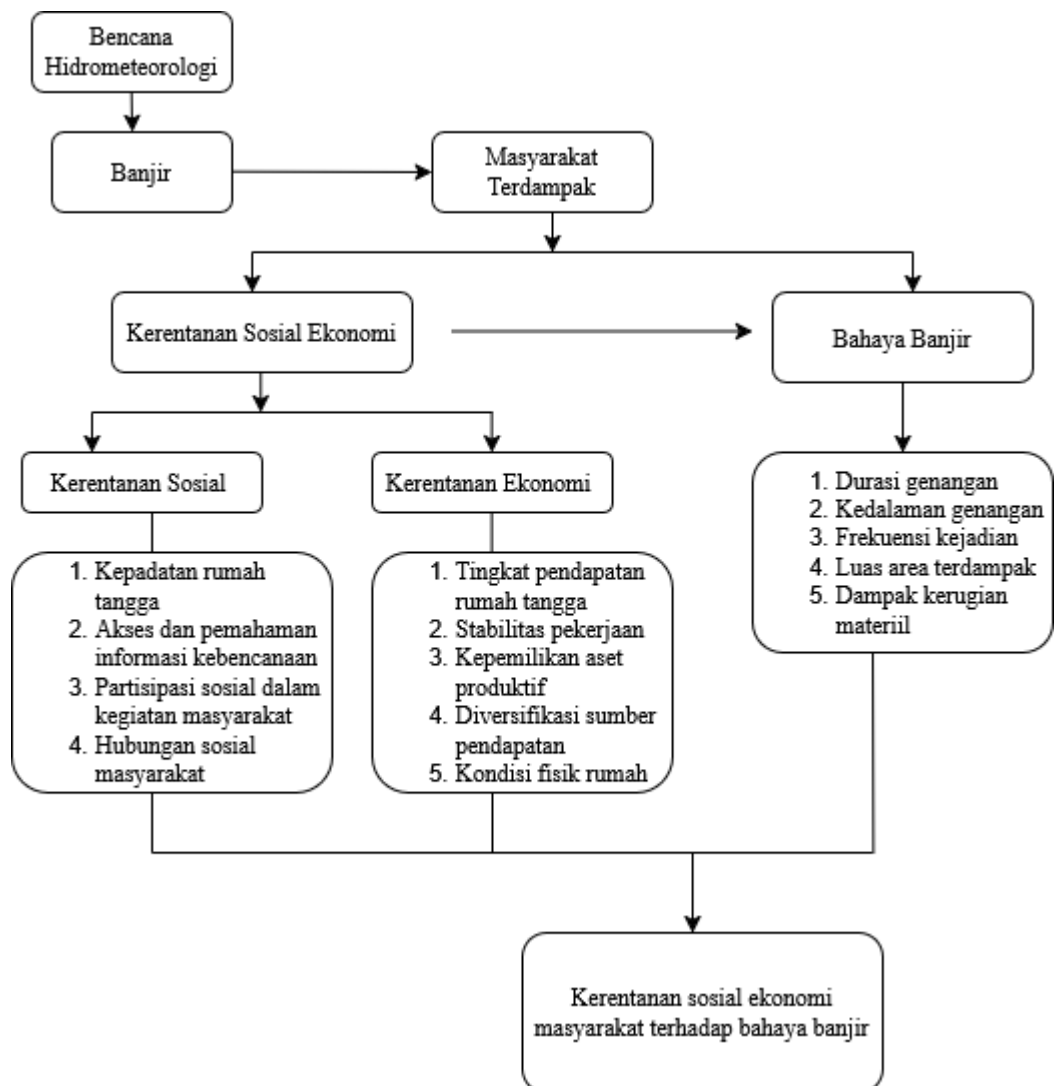 Bencana
Hidrometeorologi
Banjir
Masyarakat
Terdampak
Kerentanan Sosial Ekonomi
Bahaya Banjir
Kerentanan Sosial
Kerentanan Ekonomi
1. Kepadatan rumah
tangga
2. Akses dan pemahaman
informasi kebencanaan
3. Partisipasi sosial dalam
kegiatan masyarakat
4. Hubungan sosial
masyarakat
1. Tingkat pendapatan
rumah tangga
2. Stabilitas pekerjaan
3. Kepemilikan aset
produktif
4. Diversifikasi sumber
pendapatan
5. Kondisi fisik rumah
1. Durasi genangan
2. Kedalaman genangan
3. Frekuensi kejadian
4. Luas area terdampak
5. Dampak kerugian
materiil
Kerentanan sosial ekonomi
masyarakat terhadap bahaya banjir